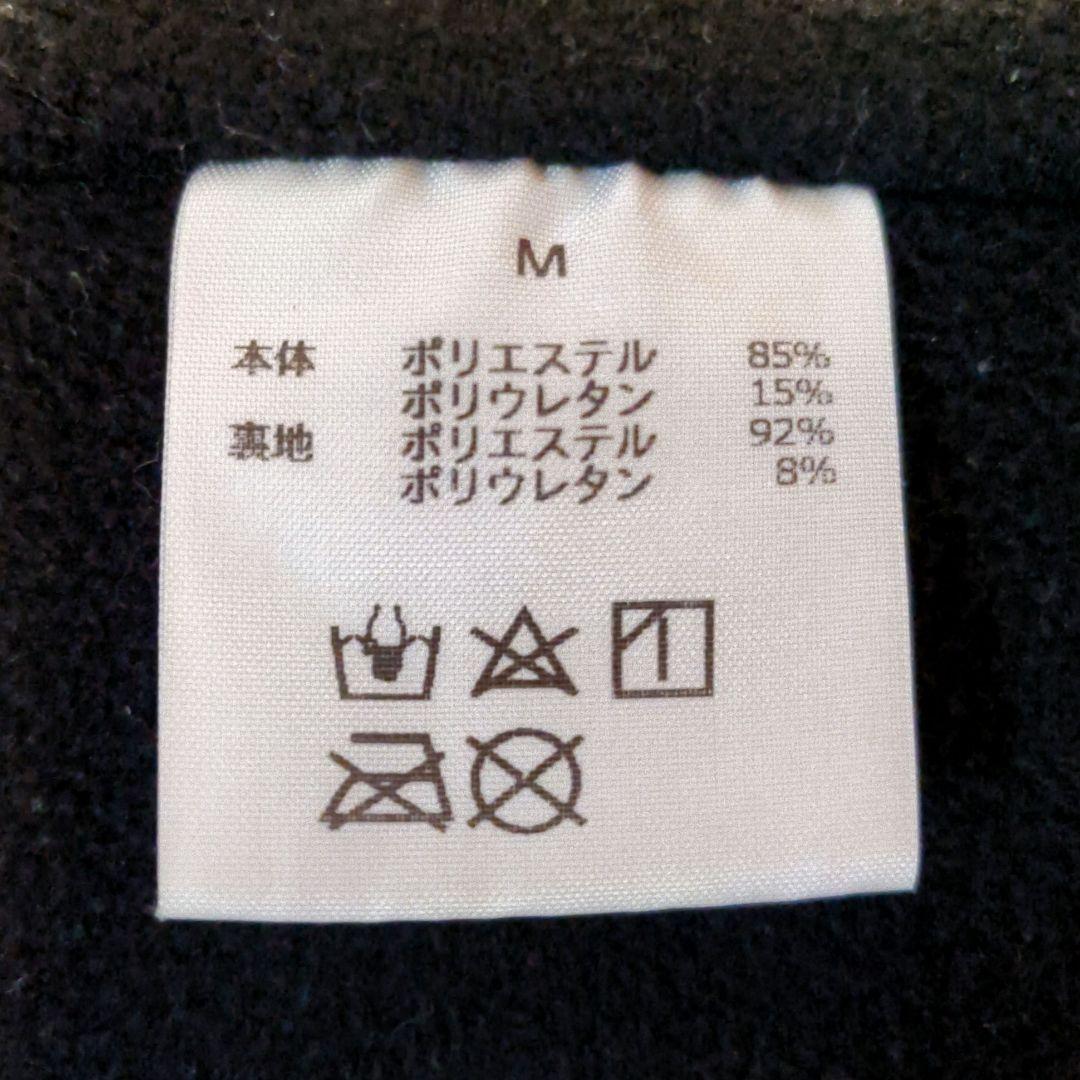 M
本体 ポリエステル 85%
ポリウレタン 15%
裏地 ポリエステル 92%
ポリウレタン 8%